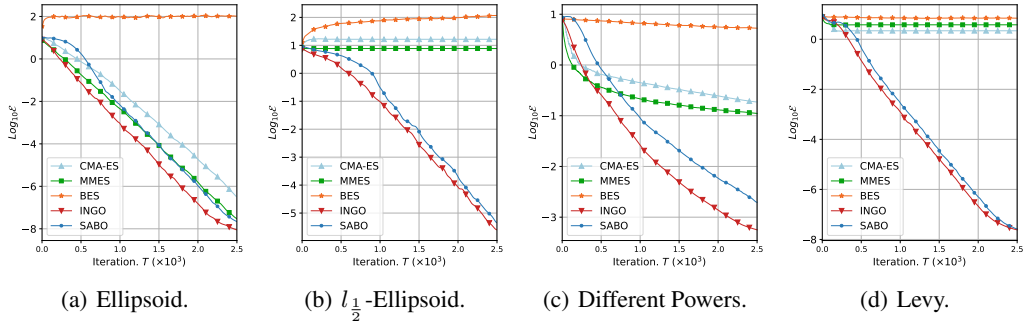 2
0
−2
−4
−6
−8
Log₁₀ℰ
CMA-ES
MMES
BES
INGO
SABO
0.0 0.5 1.0 1.5 2.0 2.5
Iteration. T (×10³)
(a) Ellipsoid.
2
1
0
−1
−2
−3
−4
−5
Log₁₀ℰ
CMA-ES
MMES
BES
INGO
SABO
0.0 0.5 1.0 1.5 2.0 2.5
Iteration. T (×10³)
(b) l_{1/2}-Ellipsoid.
1
0
−1
−2
−3
Log₁₀ℰ
CMA-ES
MMES
BES
INGO
SABO
0.0 0.5 1.0 1.5 2.0 2.5
Iteration. T (×10³)
(c) Different Powers.
0
−2
−4
−6
−8
Log₁₀ℰ
CMA-ES
MMES
BES
INGO
SABO
0.0 0.5 1.0 1.5 2.0 2.5
Iteration. T (×10³)
(d) Levy.